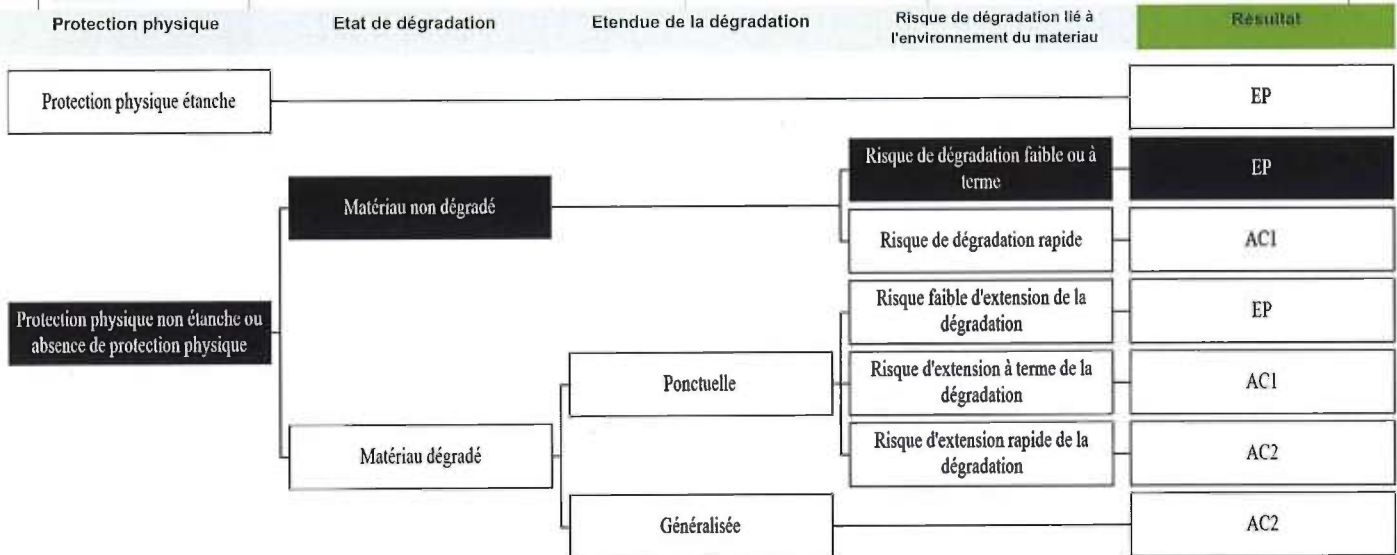 Protection physique
Etat de dégradation
Etendue de la dégradation
Risque de dégradation lié à
l'environnement du materiau
Résultat
Protection physique étanche
EP
Risque de dégradation faible ou à
terme
EP
Matériau non dégradé
Risque de dégradation rapide
AC1
Protection physique non étanche ou
absence de protection physique
Risque faible d'extension de la
dégradation
EP
Ponctuelle
Risque d'extension à terme de la
dégradation
AC1
Matériau dégradé
Risque d'extension rapide de la
dégradation
AC2
Généralisée
AC2